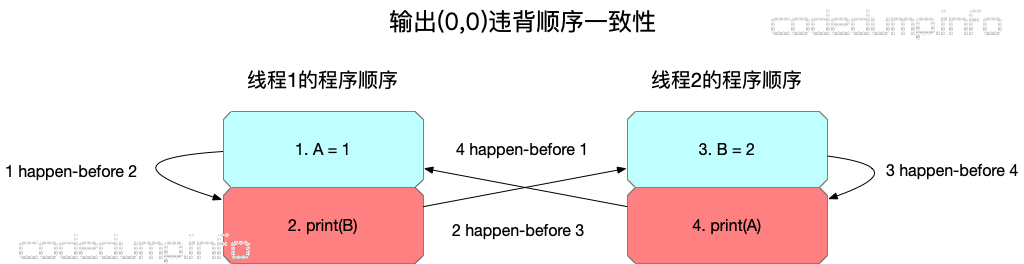 输出(0,0)违背顺序一致性
codedump.info
线程1的程序顺序
线程2的程序顺序
1. A = 1
3. B = 2
4 happen-before 1
1 happen-before 2
3 happen-before 4
2. print(B)
4. print(A)
2 happen-before 3
codedump.info